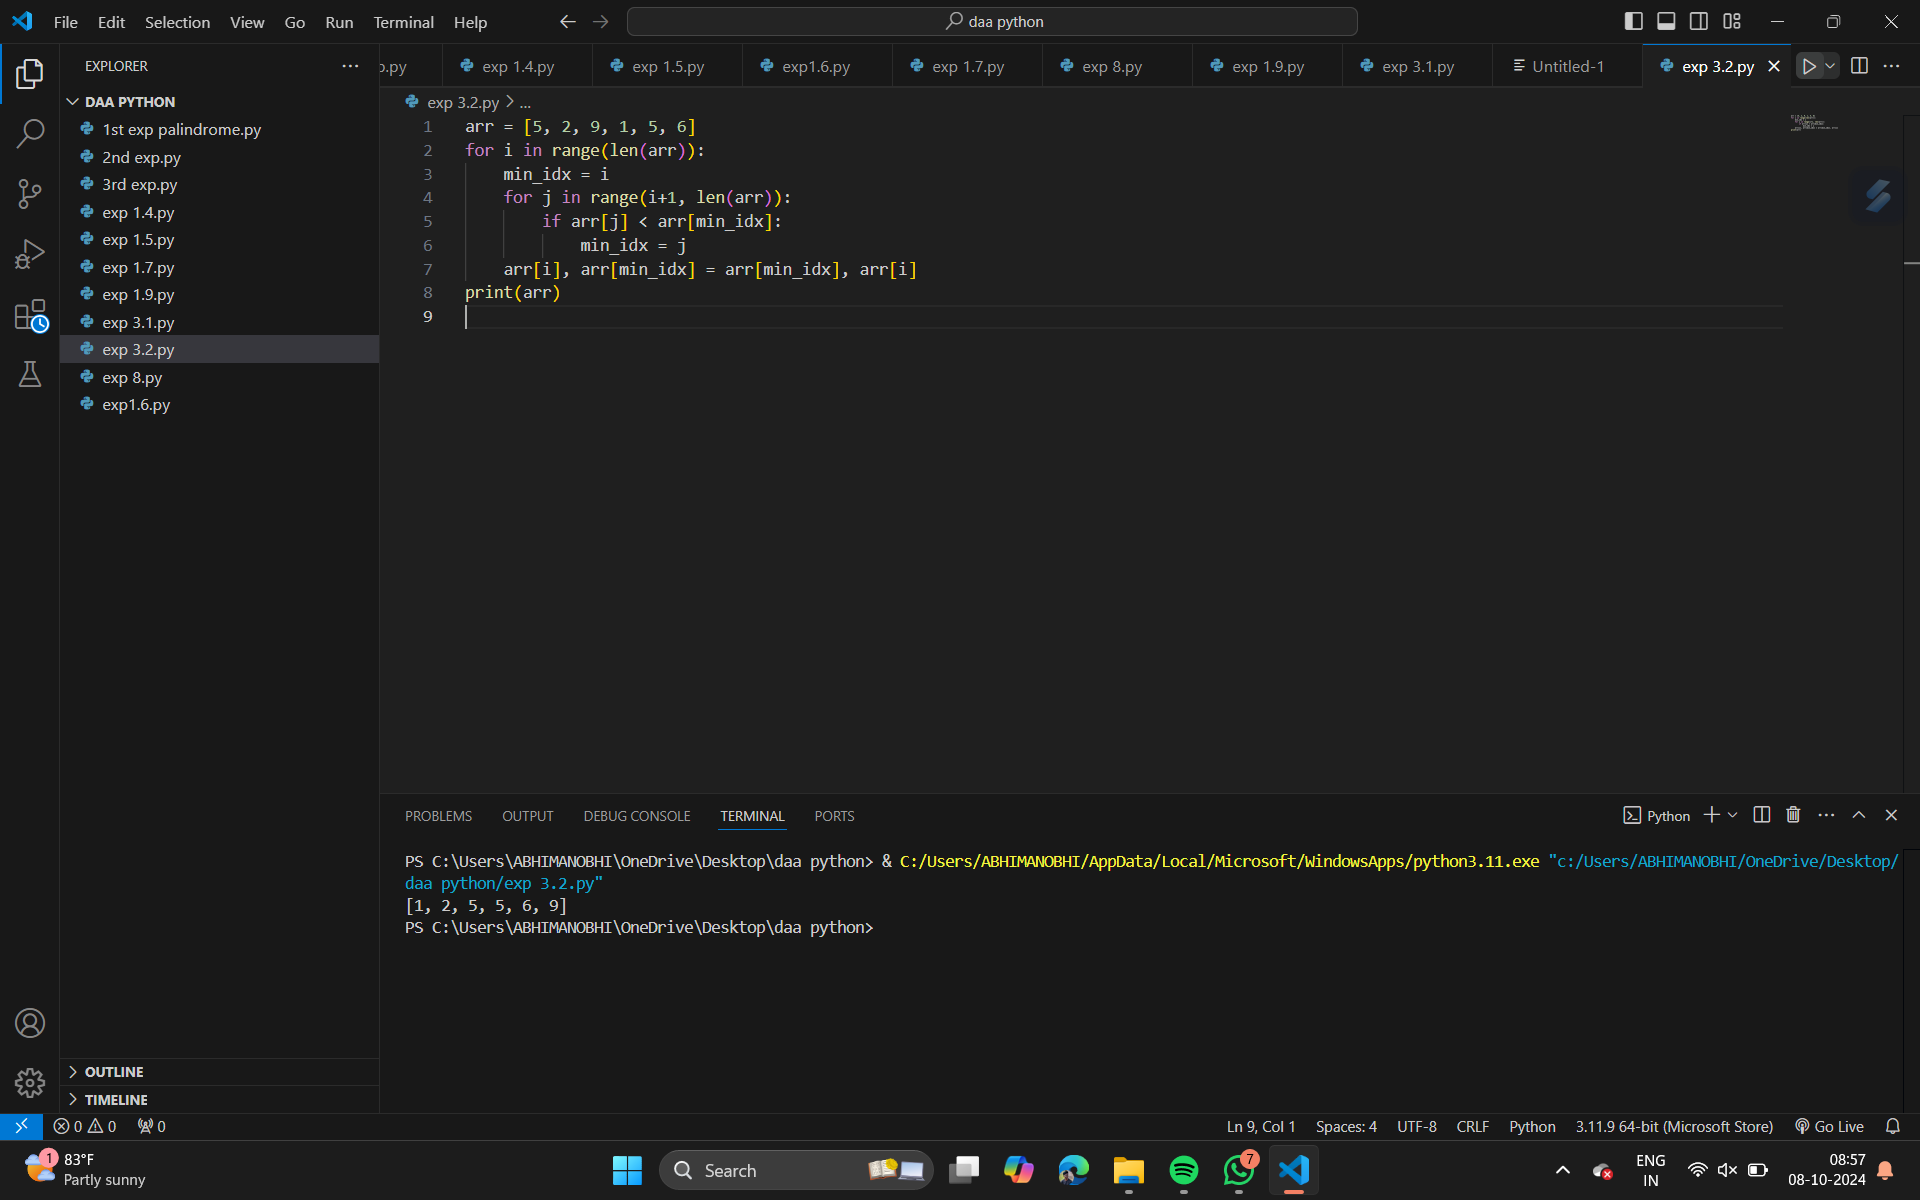 File Edit Selection View Go Run Terminal Help
daa python
EXPLORER
DAA PYTHON
1st exp palindrome.py
2nd exp.py
3rd exp.py
exp 1.4.py
exp 1.5.py
exp 1.7.py
exp 1.9.py
exp 3.1.py
exp 3.2.py
exp 8.py
exp1.6.py
OUTLINE
TIMELINE
.py exp 1.4.py exp 1.5.py exp1.6.py exp 1.7.py exp 8.py exp 1.9.py exp 3.1.py Untitled-1 exp 3.2.py
exp 3.2.py > ...
1 arr = [5, 2, 9, 1, 5, 6]
2 for i in range(len(arr)):
3     min_idx = i
4     for j in range(i+1, len(arr)):
5         if arr[j] < arr[min_idx]:
6             min_idx = j
7     arr[i], arr[min_idx] = arr[min_idx], arr[i]
8 print(arr)
9
PROBLEMS OUTPUT DEBUG CONSOLE TERMINAL PORTS
Python
PS C:\Users\ABHIMANOBHI\OneDrive\Desktop\daa python> & C:/Users/ABHIMANOBHI/AppData/Local/Microsoft/WindowsApps/python3.11.exe "c:/Users/ABHIMANOBHI/OneDrive/Desktop/
daa python/exp 3.2.py"
[1, 2, 5, 5, 6, 9]
PS C:\Users\ABHIMANOBHI\OneDrive\Desktop\daa python>
0 0 0
Ln 9, Col 1 Spaces: 4 UTF-8 CRLF Python 3.11.9 64-bit (Microsoft Store) Go Live
1
83°F
Partly sunny
Search
7
ENG
IN
08:57
08-10-2024